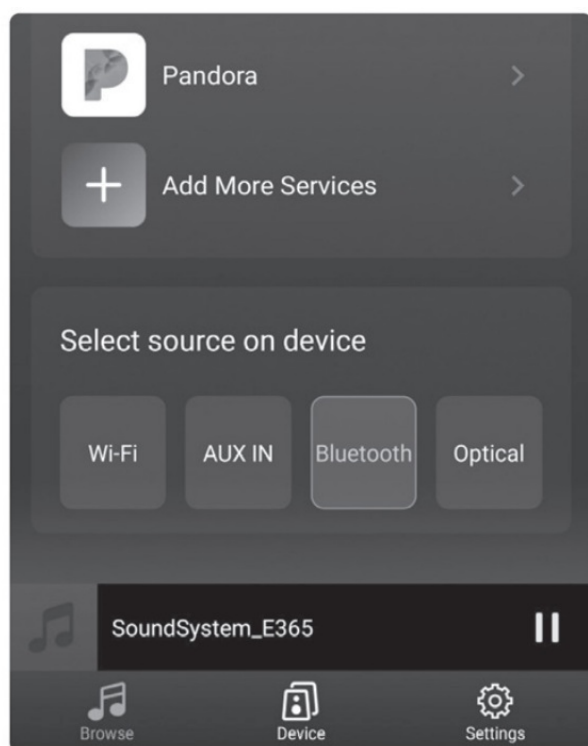 Pandora
Add More Services
Select source on device
Wi-Fi AUX IN Bluetooth Optical
SoundSystem_E365
Browse Device Settings